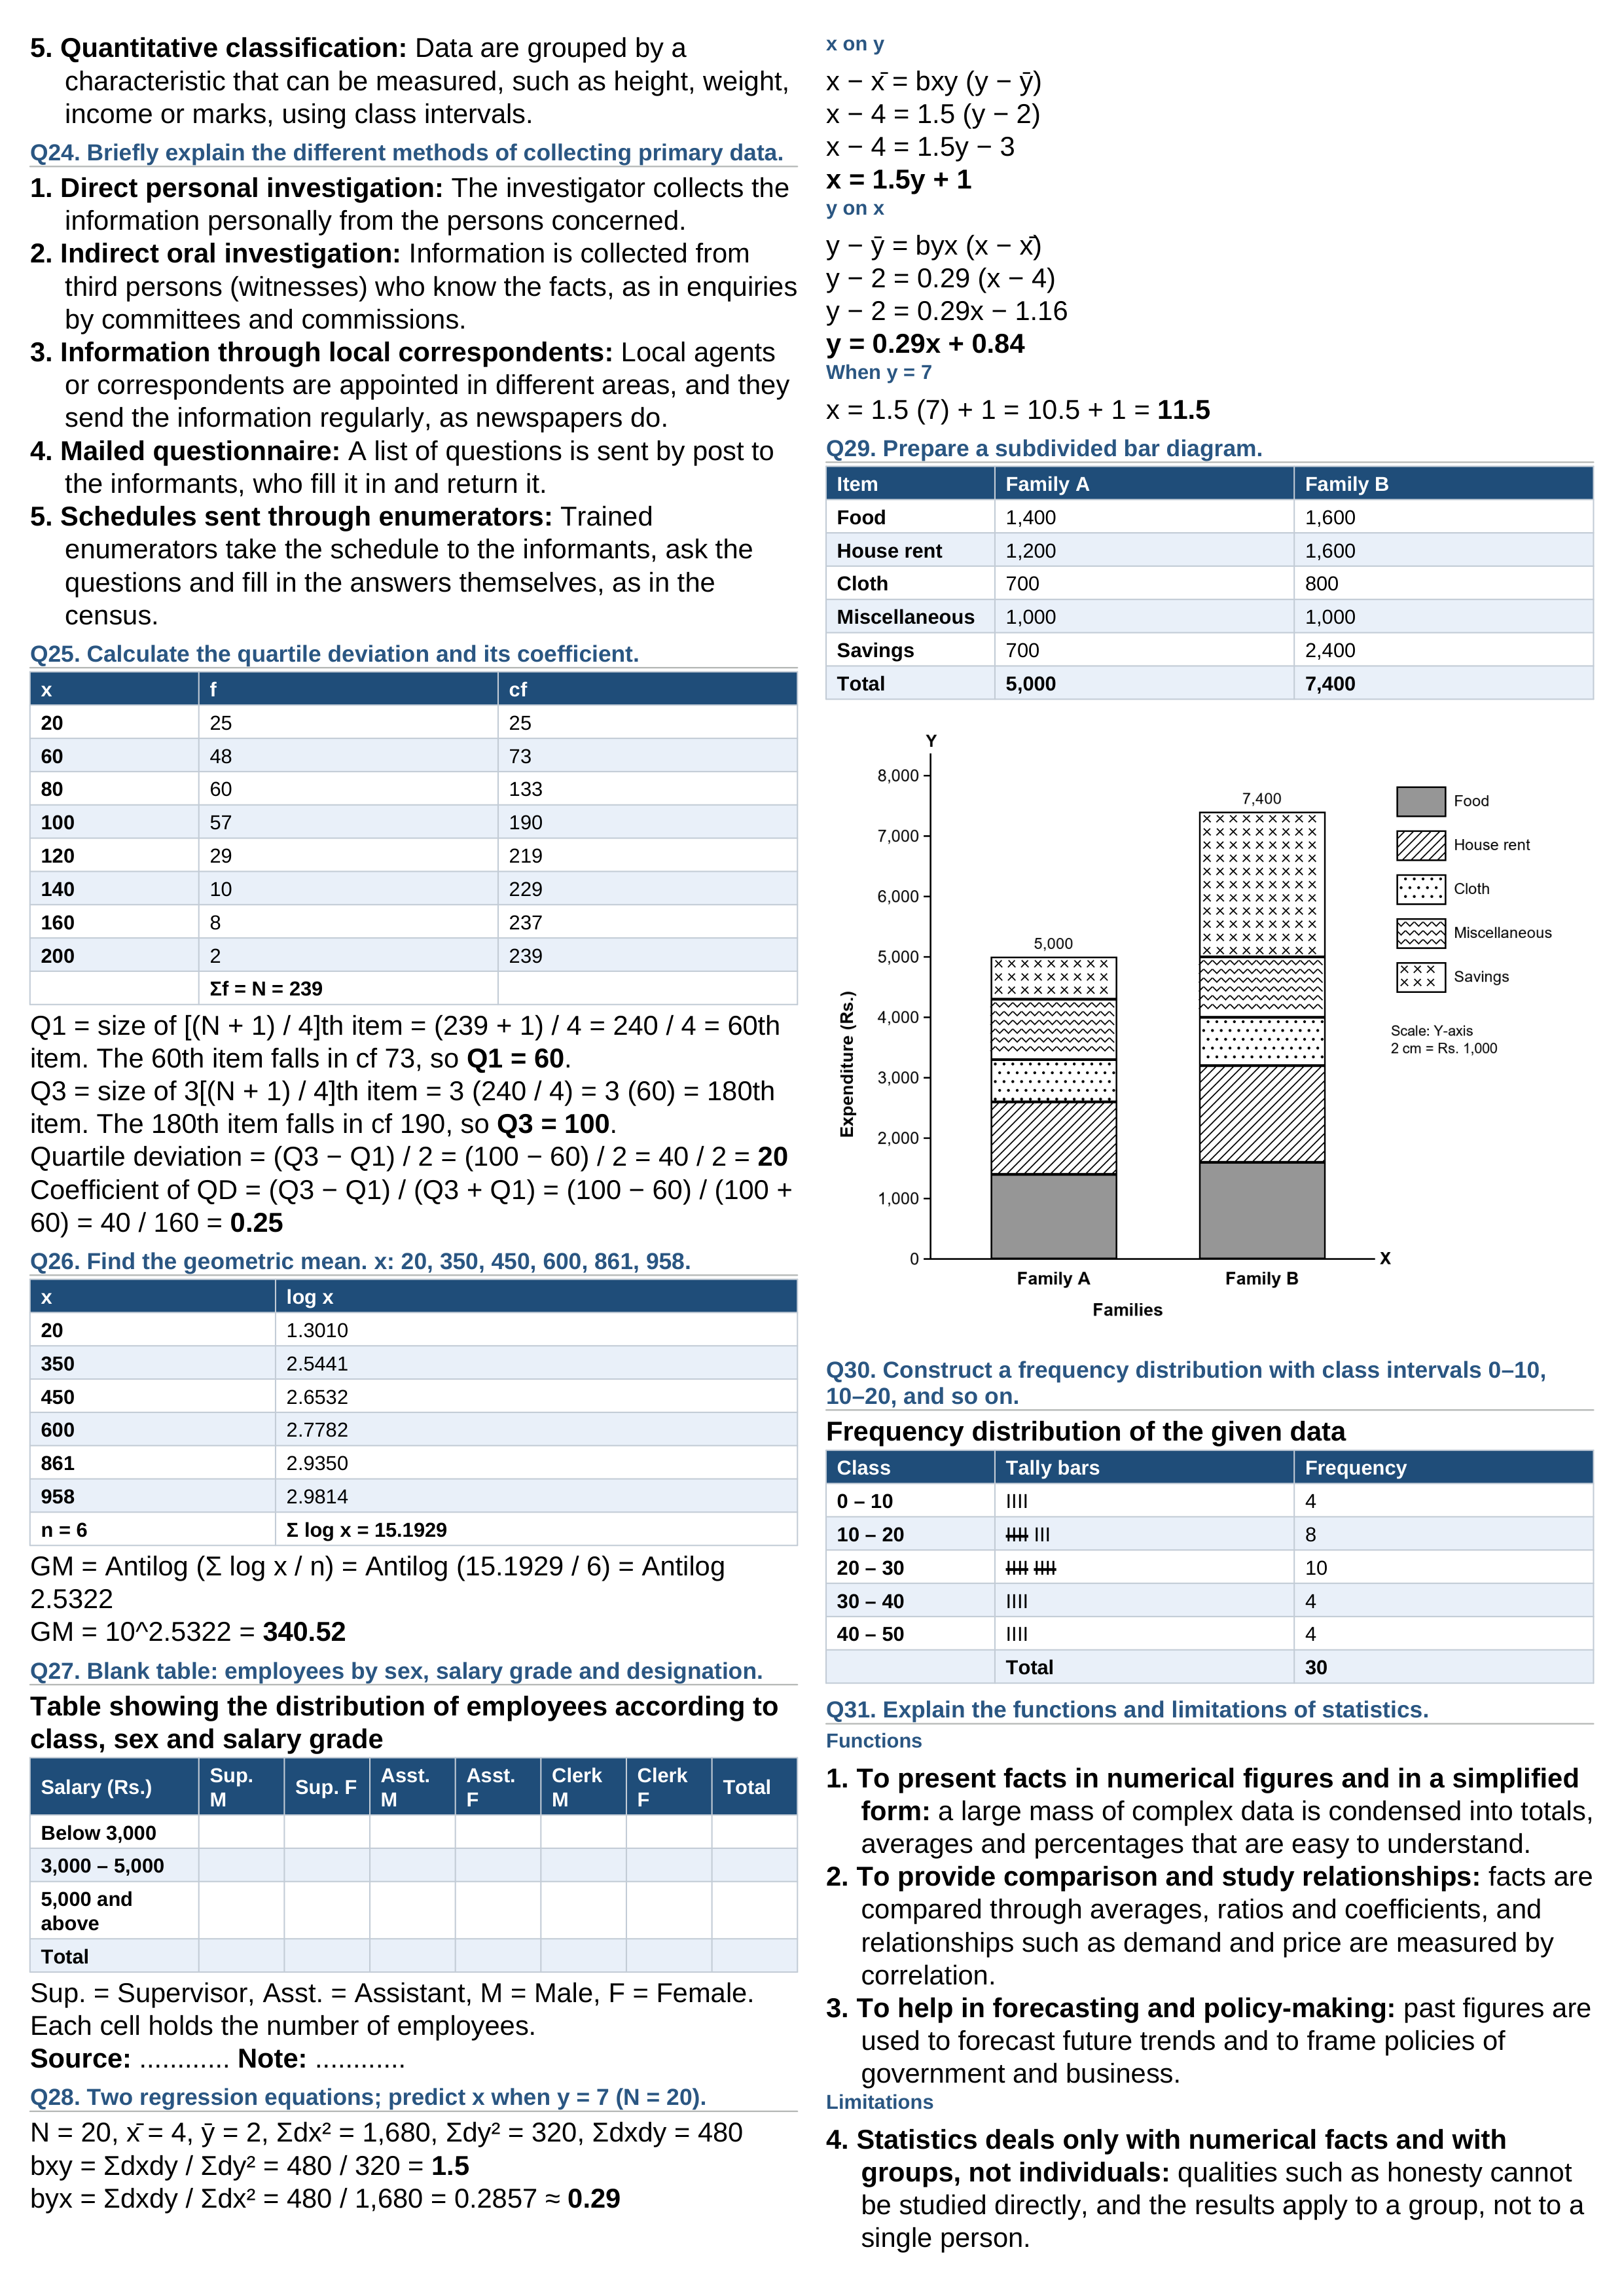 5. Quantitative classification: Data are grouped by a
characteristic that can be measured, such as height, weight,
income or marks, using class intervals.
Q24. Briefly explain the different methods of collecting primary data.
1. Direct personal investigation: The investigator collects the
information personally from the persons concerned.
2. Indirect oral investigation: Information is collected from
third persons (witnesses) who know the facts, as in enquiries
by committees and commissions.
3. Information through local correspondents: Local agents
or correspondents are appointed in different areas, and they
send the information regularly, as newspapers do.
4. Mailed questionnaire: A list of questions is sent by post to
the informants, who fill it in and return it.
5. Schedules sent through enumerators: Trained
enumerators take the schedule to the informants, ask the
questions and fill in the answers themselves, as in the
census.
Q25. Calculate the quartile deviation and its coefficient.
x f cf
20 25 25
60 48 73
80 60 133
100 57 190
120 29 219
140 10 229
160 8 237
200 2 239
Σf = N = 239
Q1 = size of [(N + 1) / 4]th item = (239 + 1) / 4 = 240 / 4 = 60th
item. The 60th item falls in cf 73, so Q1 = 60.
Q3 = size of 3[(N + 1) / 4]th item = 3 (240 / 4) = 3 (60) = 180th
item. The 180th item falls in cf 190, so Q3 = 100.
Quartile deviation = (Q3 − Q1) / 2 = (100 − 60) / 2 = 40 / 2 = 20
Coefficient of QD = (Q3 − Q1) / (Q3 + Q1) = (100 − 60) / (100 +
60) = 40 / 160 = 0.25
Q26. Find the geometric mean. x: 20, 350, 450, 600, 861, 958.
x log x
20 1.3010
350 2.5441
450 2.6532
600 2.7782
861 2.9350
958 2.9814
n = 6 Σ log x = 15.1929
GM = Antilog (Σ log x / n) = Antilog (15.1929 / 6) = Antilog
2.5322
GM = 10^2.5322 = 340.52
Q27. Blank table: employees by sex, salary grade and designation.
Table showing the distribution of employees according to
class, sex and salary grade
Salary (Rs.) Sup. M Sup. F Asst. M Asst. F Clerk M Clerk F Total
Below 3,000
3,000 – 5,000
5,000 and
above
Total
Sup. = Supervisor, Asst. = Assistant, M = Male, F = Female.
Each cell holds the number of employees.
Source: ............ Note: ............
Q28. Two regression equations; predict x when y = 7 (N = 20).
N = 20, x̄ = 4, ȳ = 2, Σdx² = 1,680, Σdy² = 320, Σdxdy = 480
bxy = Σdxdy / Σdy² = 480 / 320 = 1.5
byx = Σdxdy / Σdx² = 480 / 1,680 = 0.2857 ≈ 0.29
x on y
x − x̄ = bxy (y − ȳ)
x − 4 = 1.5 (y − 2)
x − 4 = 1.5y − 3
x = 1.5y + 1
y on x
y − ȳ = byx (x − x̄)
y − 2 = 0.29 (x − 4)
y − 2 = 0.29x − 1.16
y = 0.29x + 0.84
When y = 7
x = 1.5 (7) + 1 = 10.5 + 1 = 11.5
Q29. Prepare a subdivided bar diagram.
Item Family A Family B
Food 1,400 1,600
House rent 1,200 1,600
Cloth 700 800
Miscellaneous 1,000 1,000
Savings 700 2,400
Total 5,000 7,400
Y
8,000
7,000
6,000
5,000
4,000
3,000
2,000
1,000
0
Expenditure (Rs.)
5,000
7,400
Food
House rent
Cloth
Miscellaneous
Savings
Scale: Y-axis
2 cm = Rs. 1,000
X
Family A Family B
Families
Q30. Construct a frequency distribution with class intervals 0–10,
10–20, and so on.
Frequency distribution of the given data
Class Tally bars Frequency
0 – 10 IIII 4
10 – 20 I̶I̶I̶I̶ III 8
20 – 30 I̶I̶I̶I̶ I̶I̶I̶I̶ 10
30 – 40 IIII 4
40 – 50 IIII 4
Total 30
Q31. Explain the functions and limitations of statistics.
Functions
1. To present facts in numerical figures and in a simplified
form: a large mass of complex data is condensed into totals,
averages and percentages that are easy to understand.
2. To provide comparison and study relationships: facts are
compared through averages, ratios and coefficients, and
relationships such as demand and price are measured by
correlation.
3. To help in forecasting and policy-making: past figures are
used to forecast future trends and to frame policies of
government and business.
Limitations
4. Statistics deals only with numerical facts and with
groups, not individuals: qualities such as honesty cannot
be studied directly, and the results apply to a group, not to a
single person.